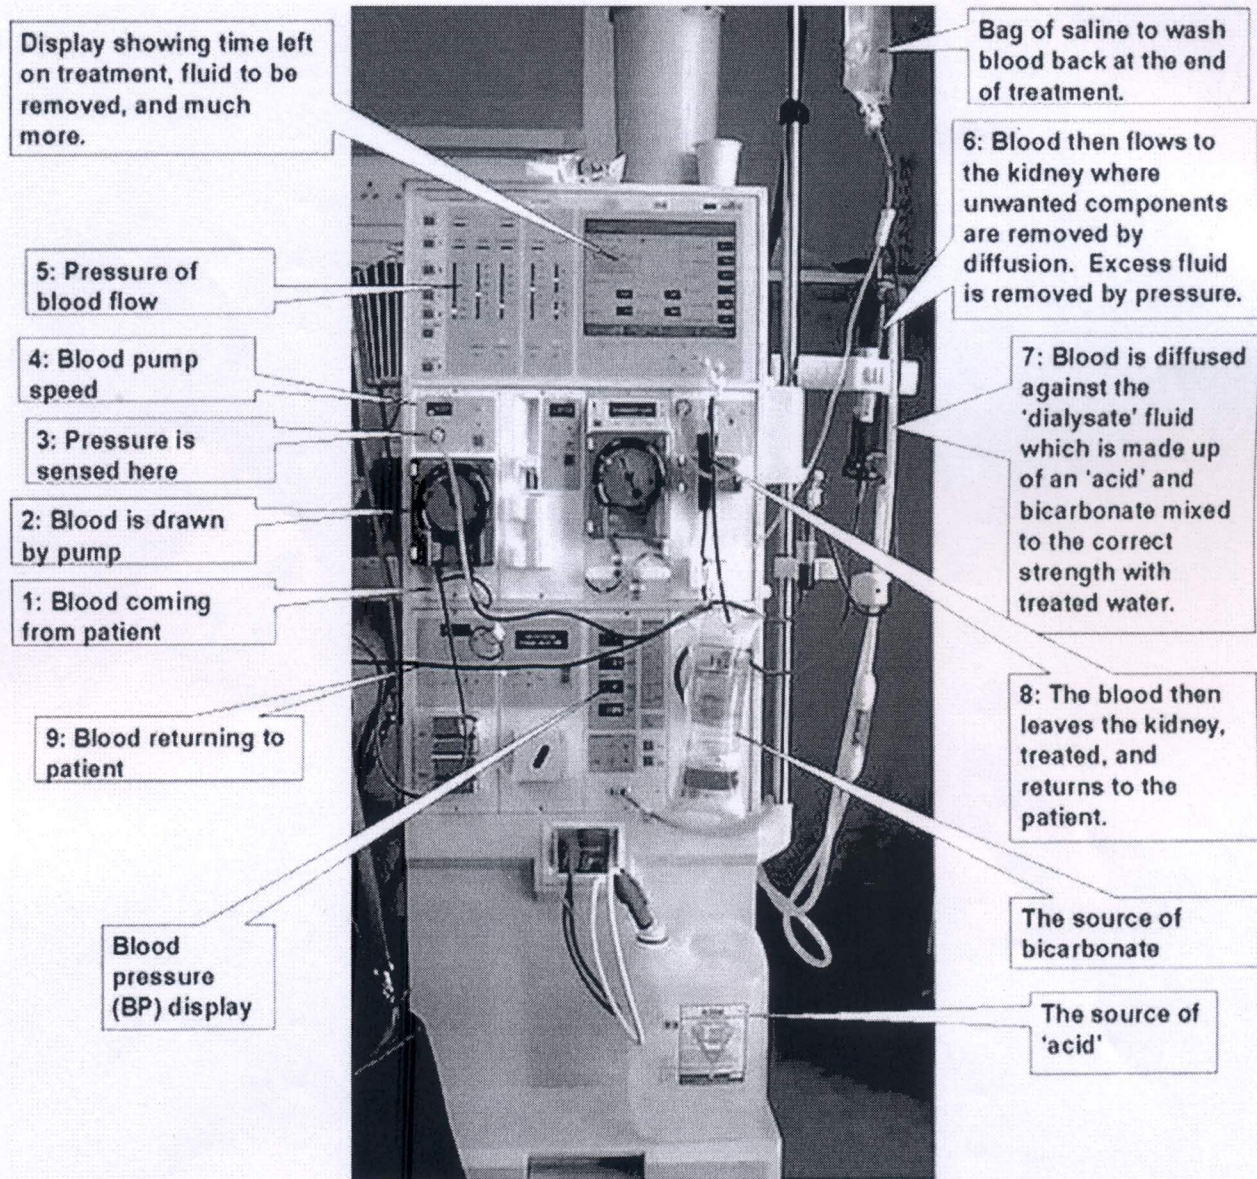 Display showing time left
on treatment, fluid to be
removed, and much
more.
5: Pressure of
blood flow
4: Blood pump
speed
3: Pressure is
sensed here
2: Blood is drawn
by pump
1: Blood coming
from patient
9: Blood returning to
patient
Blood
pressure
(BP) display
Bag of saline to wash
blood back at the end
of treatment.
6: Blood then flows to
the kidney where
unwanted components
are removed by
diffusion. Excess fluid
is removed by pressure.
7: Blood is diffused
against the
'dialysate' fluid
which is made up
of an 'acid' and
bicarbonate mixed
to the correct
strength with
treated water.
8: The blood then
leaves the kidney,
treated, and
returns to the
patient.
The source of
bicarbonate
The source of
'acid'